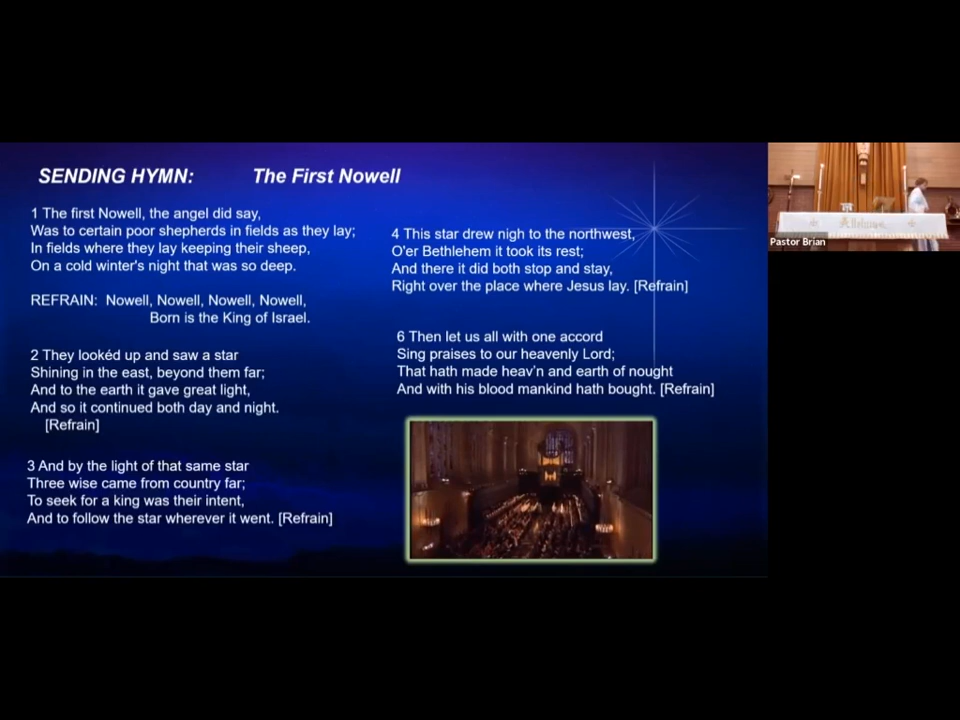 SENDING HYMN: The First Nowell
1 The first Nowell, the angel did say,
Was to certain poor shepherds in fields as they lay;
In fields where they lay keeping their sheep,
On a cold winter's night that was so deep.
REFRAIN: Nowell, Nowell, Nowell, Nowell,
Born is the King of Israel.
2 They lookéd up and saw a star
Shining in the east, beyond them far;
And to the earth it gave great light,
And so it continued both day and night.
[Refrain]
3 And by the light of that same star
Three wise came from country far;
To seek for a king was their intent,
And to follow the star wherever it went. [Refrain]
4 This star drew nigh to the northwest,
O'er Bethlehem it took its rest;
And there it did both stop and stay,
Right over the place where Jesus lay. [Refrain]
6 Then let us all with one accord
Sing praises to our heavenly Lord;
That hath made heav'n and earth of nought
And with his blood mankind hath bought. [Refrain]
Pastor Brian